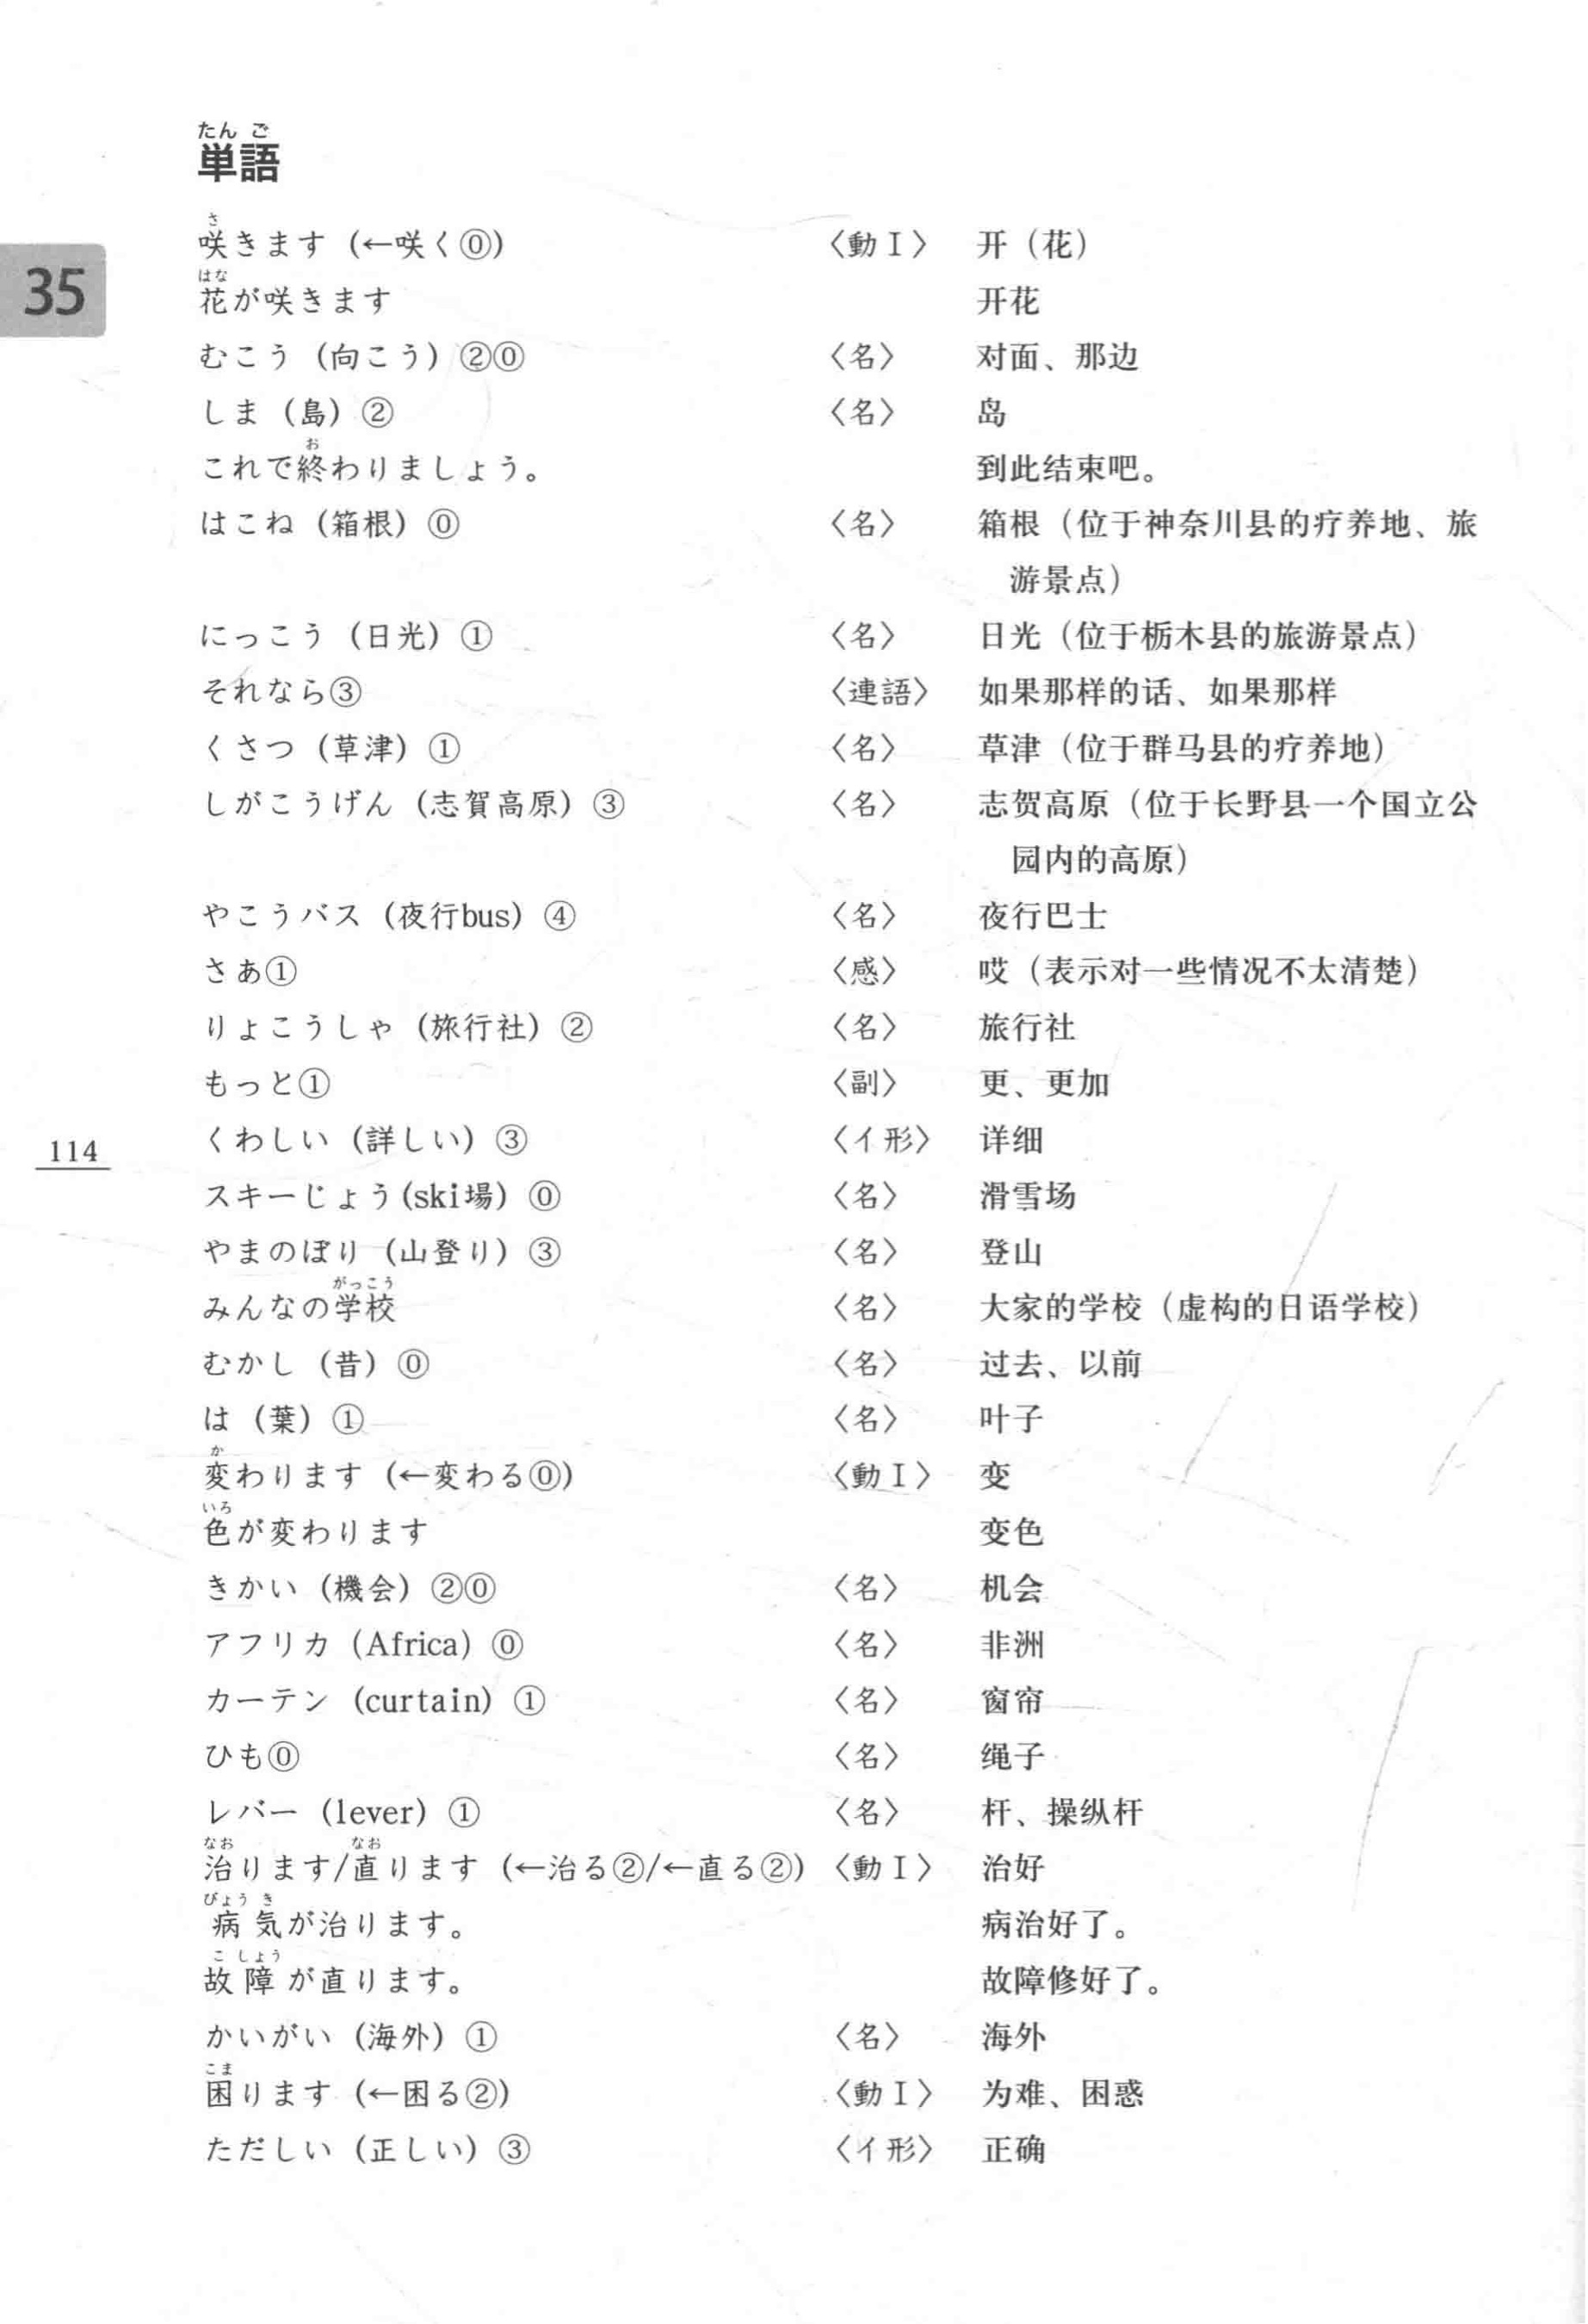 たんご
単語
35
さ
咲きます（←咲く⓪） 〈動Ⅰ〉 开（花）
はな
花が咲きます 开花
むこう（向こう）②⓪ 〈名〉 对面、那边
しま（島）② 〈名〉 岛
お
これで終わりましょう。 到此结束吧。
はこね（箱根）⓪ 〈名〉 箱根（位于神奈川县的疗养地、旅
游景点）
にっこう（日光）① 〈名〉 日光（位于枥木县的旅游景点）
それなら③ 〈連語〉 如果那样的话、如果那样
くさつ（草津）① 〈名〉 草津（位于群马县的疗养地）
しがこうげん（志賀高原）③ 〈名〉 志贺高原（位于长野县一个国立公
园内的高原）
やこうバス（夜行bus）④ 〈名〉 夜行巴士
さあ① 〈感〉 哎（表示对一些情况不太清楚）
りょこうしゃ（旅行社）② 〈名〉 旅行社
もっと① 〈副〉 更、更加
くわしい（詳しい）③ 〈イ形〉 详细
114
スキーじょう（ski場）⓪ 〈名〉 滑雪场
やまのぼり（山登り）③ 〈名〉 登山
がっこう
みんなの学校 〈名〉 大家的学校（虚构的日语学校）
むかし（昔）⓪ 〈名〉 过去、以前
は（葉）① 〈名〉 叶子
か
変わります（←変わる⓪） 〈動Ⅰ〉 变
いろ
色が変わります 变色
きかい（機会）②⓪ 〈名〉 机会
アフリカ（Africa）⓪ 〈名〉 非洲
カーテン（curtain）① 〈名〉 窗帘
ひも⓪ 〈名〉 绳子
レバー（lever）① 〈名〉 杆、操纵杆
なお なお
治ります/直ります（←治る②/←直る②） 〈動Ⅰ〉 治好
びょうき
病気が治ります。 病治好了。
こしょう
故障が直ります。 故障修好了。
かいがい（海外）① 〈名〉 海外
こま
困ります（←困る②） 〈動Ⅰ〉 为难、困惑
ただしい（正しい）③ 〈イ形〉 正确